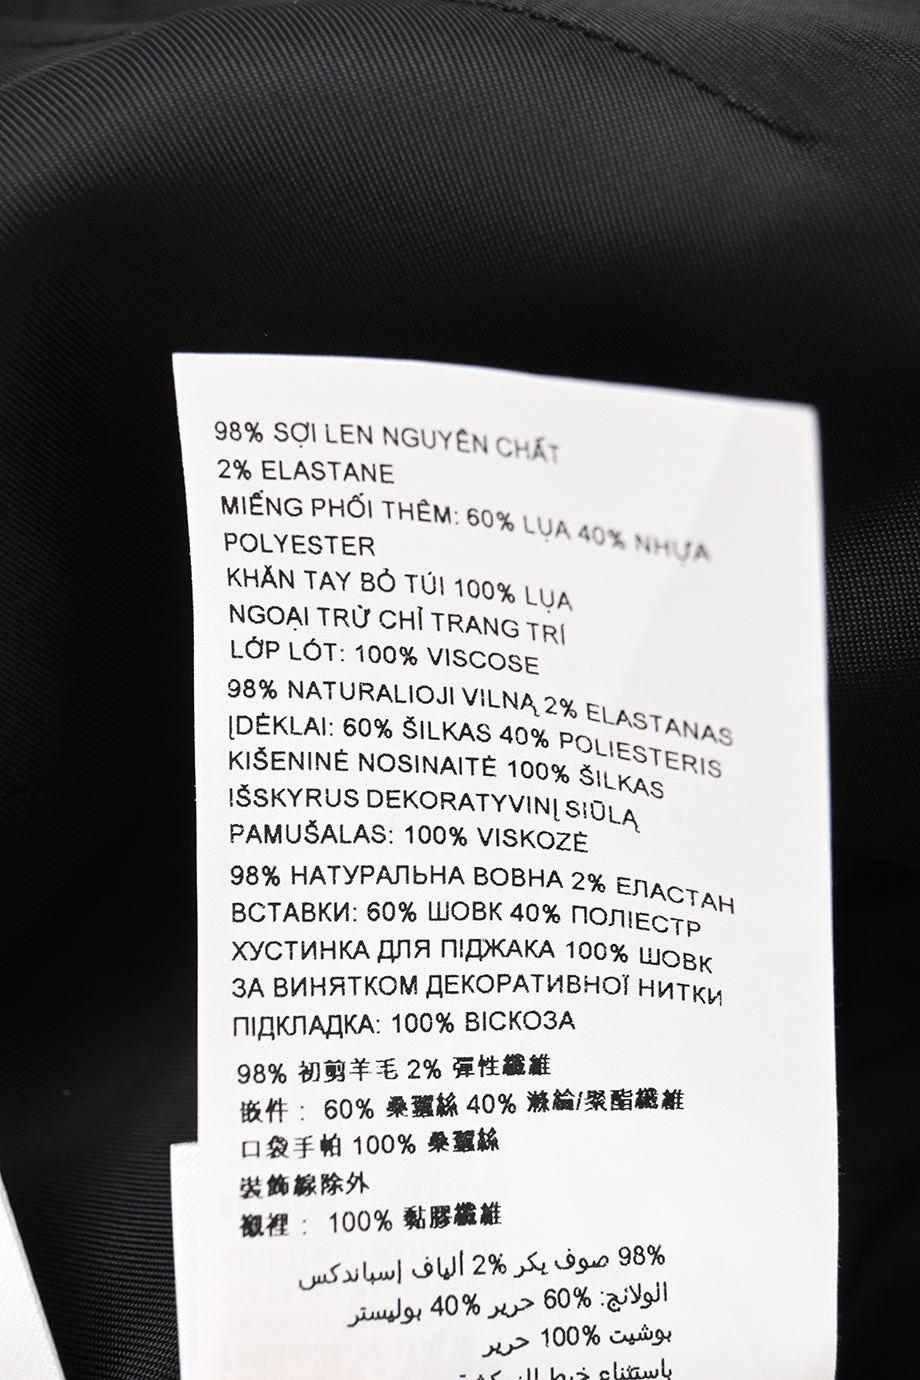 98% SỢI LEN NGUYÊN CHẤT
2% ELASTANE
MIẾNG PHỐI THÊM: 60% LỤA 40% NHỰA
POLYESTER
KHĂN TAY BỎ TÚI 100% LỤA
NGOẠI TRỪ CHỈ TRANG TRÍ
LỚP LÓT: 100% VISCOSE
98% NATURALIOJI VILNĄ 2% ELASTANAS
ĮDĖKLAI: 60% ŠILKAS 40% POLIESTERIS
KIŠENINĖ NOSINAITĖ 100% ŠILKAS
IŠSKYRUS DEKORATYVINĮ SIŪLĄ
PAMUŠALAS: 100% VISKOZĖ
98% НАТУРАЛЬНА ВОВНА 2% ЕЛАСТАН
ВСТАВКИ: 60% ШОВК 40% ПОЛІЕСТР
ХУСТИНКА ДЛЯ ПІДЖАКА 100% ШОВК
ЗА ВИНЯТКОМ ДЕКОРАТИВНОЇ НИТКИ
ПІДКЛАДКА: 100% ВІСКОЗА
98% 初剪羊毛 2% 彈性纖維
嵌件： 60% 桑蠶絲 40% 滌綸/聚酯纖維
口袋手帕 100% 桑蠶絲
裝飾線除外
襯裡： 100% 黏膠纖維
98% صوف بكر 2% ألياف إسباندكس
الولائج: 60% حرير 40% بوليستر
بوشيت 100% حرير
باستثناء خيط